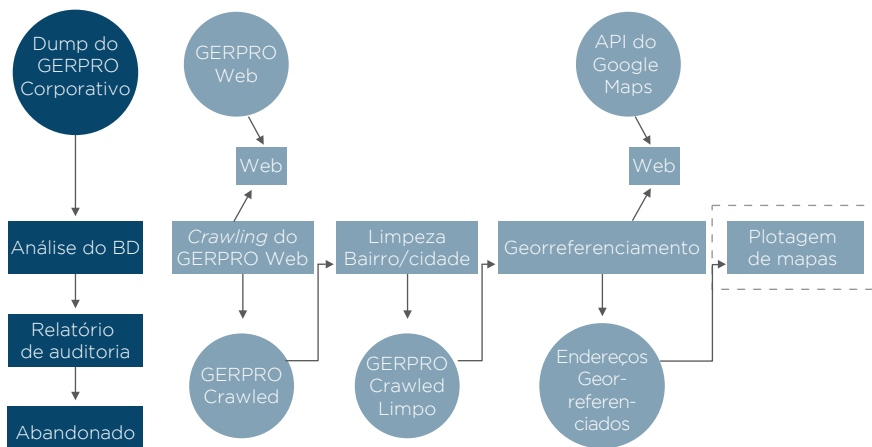 Dump do
GERPRO
Corporativo
GERPRO
Web
API do
Google
Maps
Web
Web
Análise do BD
Crawling do
GERPRO Web
Limpeza
Bairro/cidade
Georreferenciamento
Plotagem
de mapas
Relatório
de auditoria
GERPRO
Crawled
GERPRO
Crawled
Limpo
Endereços
Geor-
referen-
ciados
Abandonado